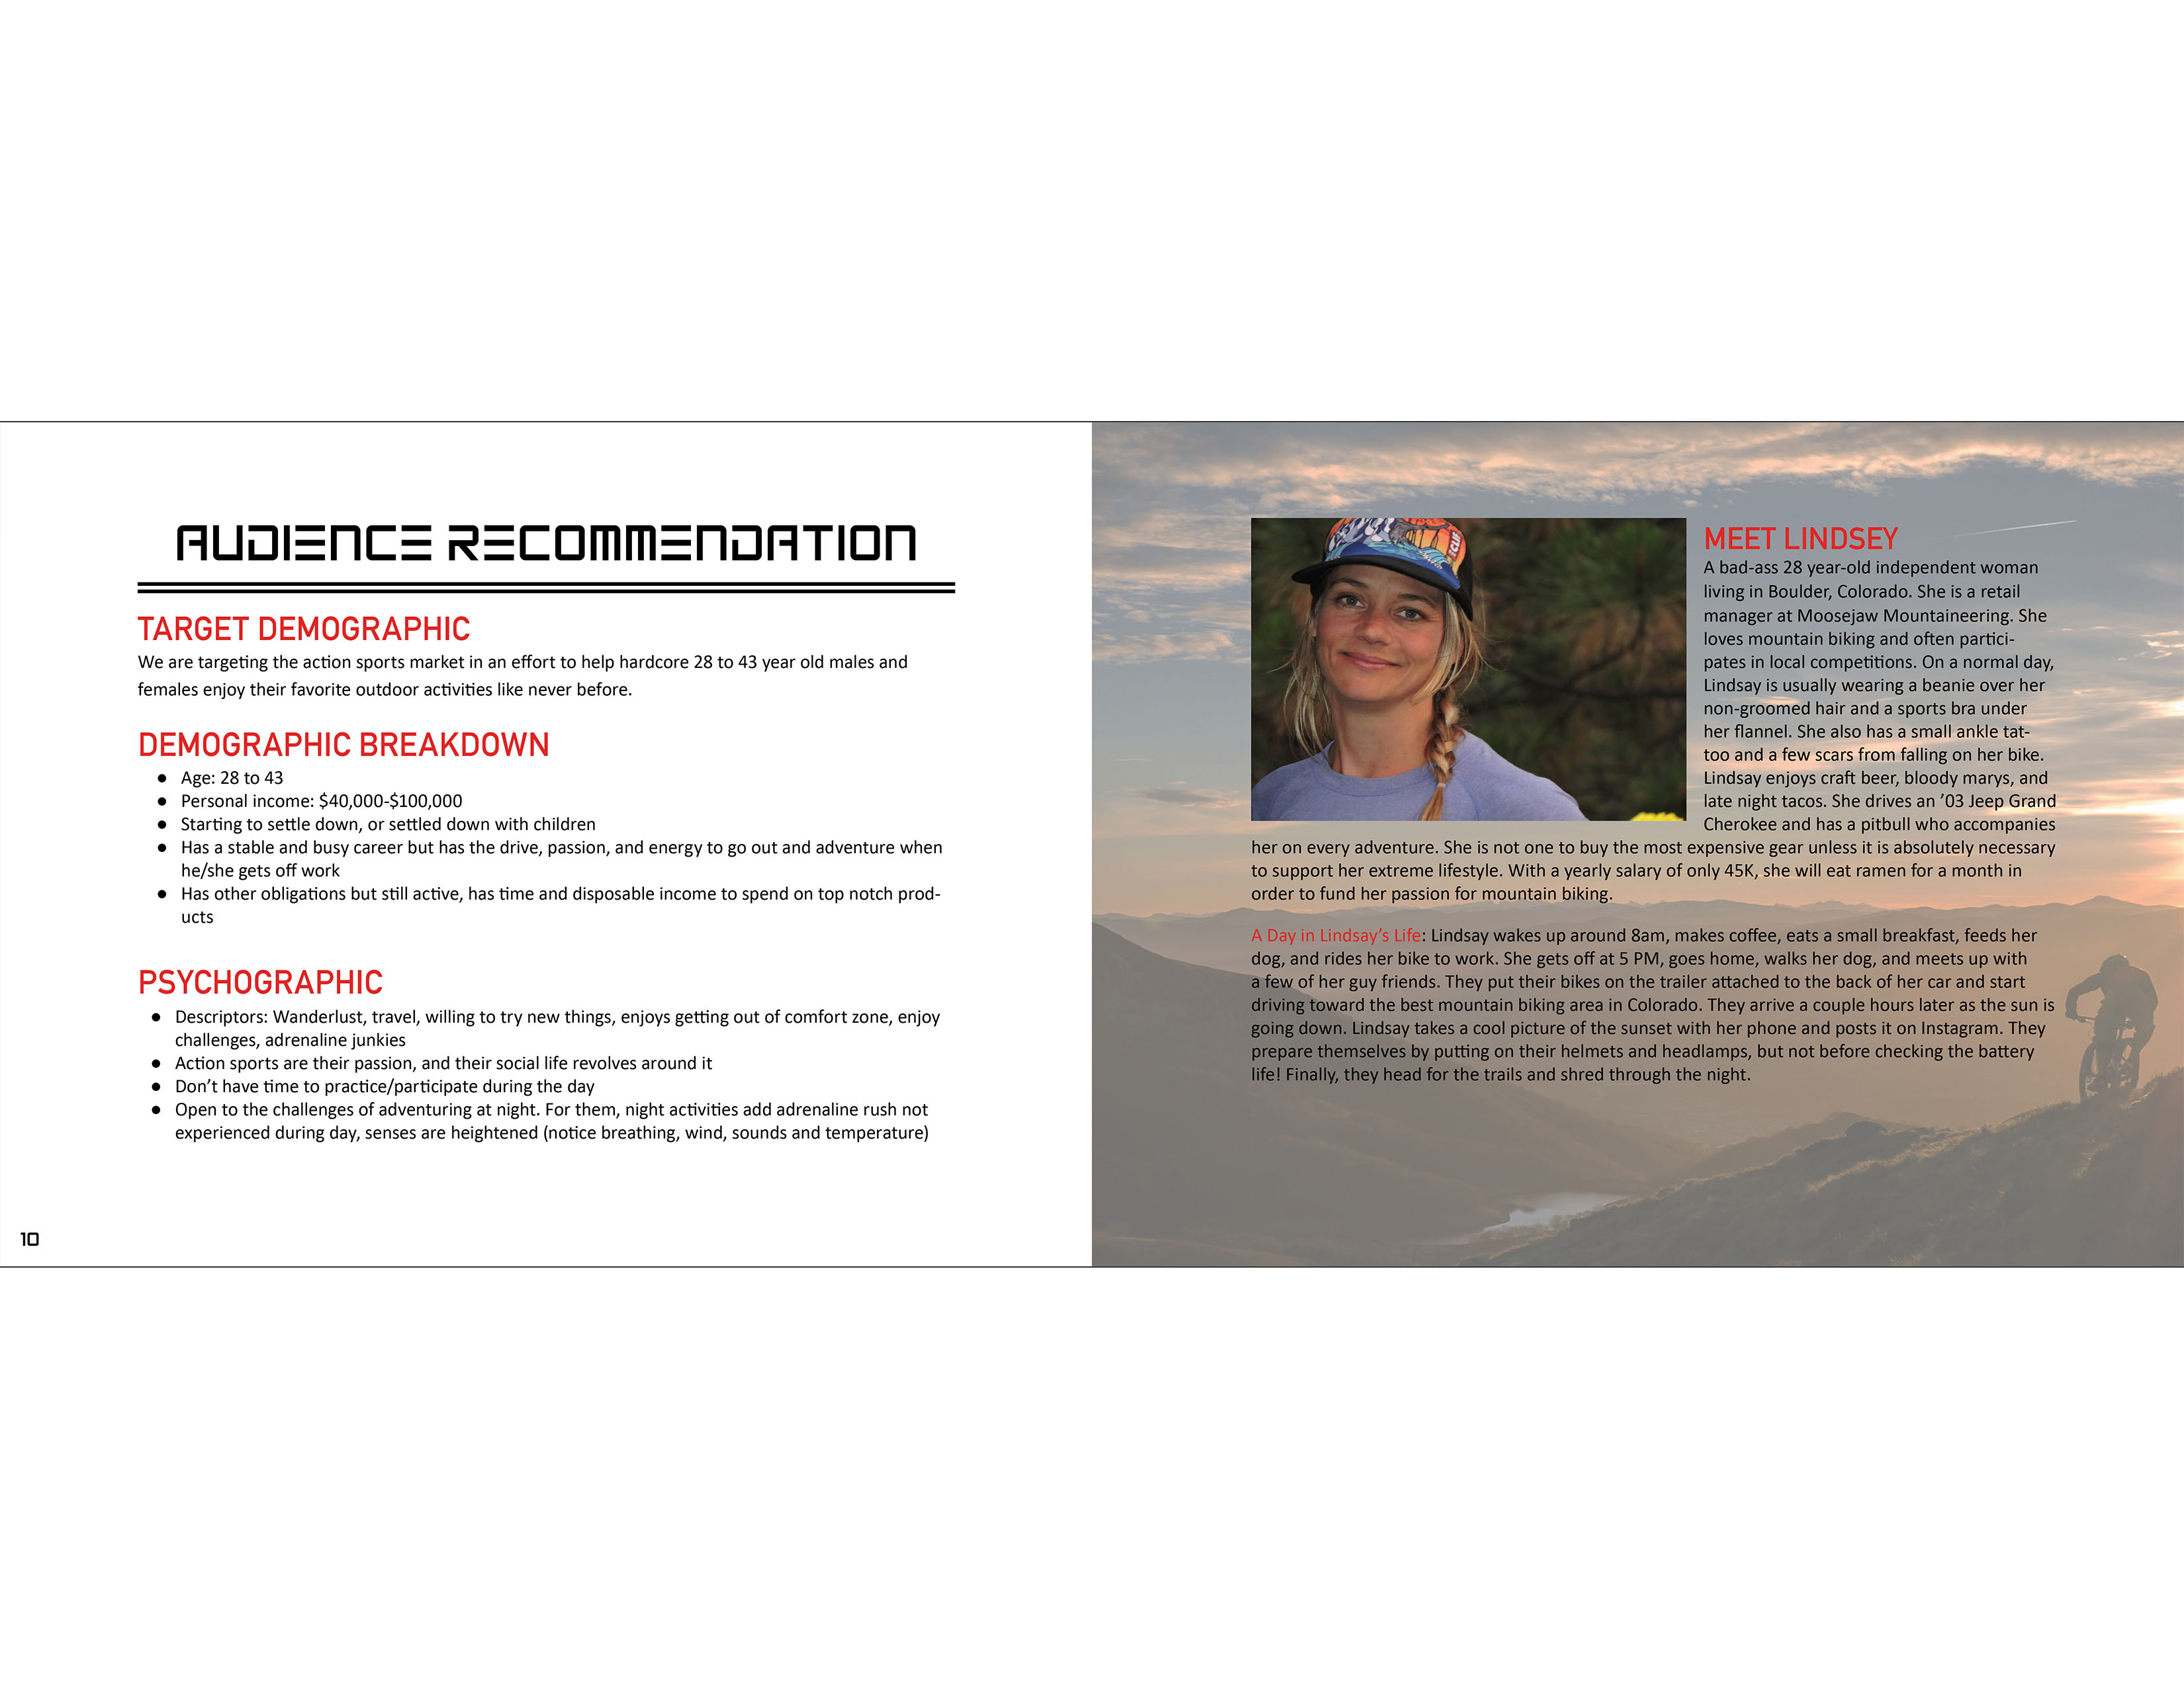 AUDIENCE RECOMMENDATION
TARGET DEMOGRAPHIC
We are targeting the action sports market in an effort to help hardcore 28 to 43 year old males and
females enjoy their favorite outdoor activities like never before.
DEMOGRAPHIC BREAKDOWN
● Age: 28 to 43
● Personal income: $40,000-$100,000
● Starting to settle down, or settled down with children
● Has a stable and busy career but has the drive, passion, and energy to go out and adventure when
he/she gets off work
● Has other obligations but still active, has time and disposable income to spend on top notch prod-
ucts
PSYCHOGRAPHIC
● Descriptors: Wanderlust, travel, willing to try new things, enjoys getting out of comfort zone, enjoy
challenges, adrenaline junkies
● Action sports are their passion, and their social life revolves around it
● Don’t have time to practice/participate during the day
● Open to the challenges of adventuring at night. For them, night activities add adrenaline rush not
experienced during day, senses are heightened (notice breathing, wind, sounds and temperature)
10
MEET LINDSEY
A bad-ass 28 year-old independent woman
living in Boulder, Colorado. She is a retail
manager at Moosejaw Mountaineering. She
loves mountain biking and often partici-
pates in local competitions. On a normal day,
Lindsay is usually wearing a beanie over her
non-groomed hair and a sports bra under
her flannel. She also has a small ankle tat-
too and a few scars from falling on her bike.
Lindsay enjoys craft beer, bloody marys, and
late night tacos. She drives an ’03 Jeep Grand
Cherokee and has a pitbull who accompanies
her on every adventure. She is not one to buy the most expensive gear unless it is absolutely necessary
to support her extreme lifestyle. With a yearly salary of only 45K, she will eat ramen for a month in
order to fund her passion for mountain biking.
A Day in Lindsay’s Life: Lindsay wakes up around 8am, makes coffee, eats a small breakfast, feeds her
dog, and rides her bike to work. She gets off at 5 PM, goes home, walks her dog, and meets up with
a few of her guy friends. They put their bikes on the trailer attached to the back of her car and start
driving toward the best mountain biking area in Colorado. They arrive a couple hours later as the sun is
going down. Lindsay takes a cool picture of the sunset with her phone and posts it on Instagram. They
prepare themselves by putting on their helmets and headlamps, but not before checking the battery
life! Finally, they head for the trails and shred through the night.